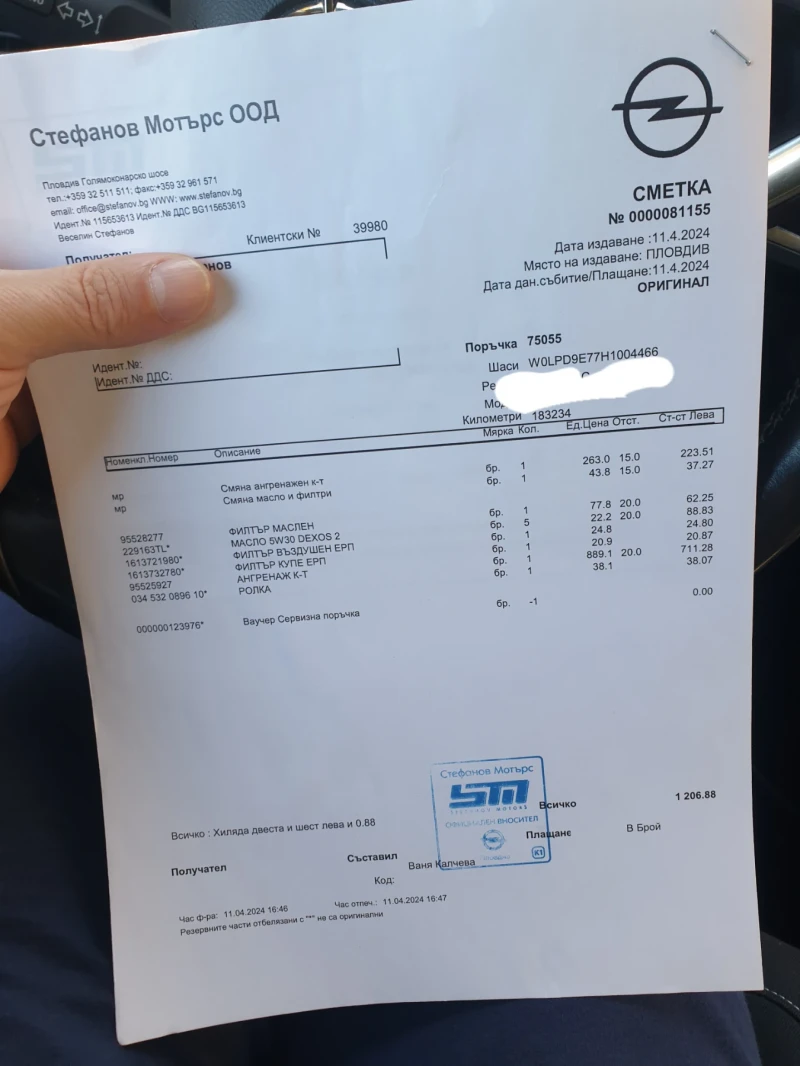 Стефанов Мотърс ООД
Пловдив Голямоконарско шосе
тел.:+359 32 511 511; факс:+359 32 961 571
email: office@stefanov.bg WWW: www.stefanov.bg
Идент.№ 115653613 Идент.№ ДДС BG115653613
Веселин Стефанов
СМЕТКА
№ 0000081155
Дата издаване :11.4.2024
Място на издаване: ПЛОВДИВ
Дата дан.събитие/Плащане:11.4.2024
ОРИГИНАЛ
Получател:
Клиентски № 39980
Идент.№:
Идент.№ ДДС:
Поръчка 75055
Шаси W0LPD9E77H1004466
Километри 183234
Номенкл.Номер Описание Мярка Кол. Ед.Цена Отст. Ст-ст Лева
мр Смяна ангренажен к-т бр. 1 263.0 15.0 223.51
мр Смяна масло и филтри бр. 1 43.8 15.0 37.27
95528277 ФИЛТЪР МАСЛЕН бр. 1 77.8 20.0 62.25
229163TL* МАСЛО 5W30 DEXOS 2 бр. 5 22.2 20.0 88.83
1613721980* ФИЛТЪР ВЪЗДУШЕН ЕРП бр. 1 24.8 24.80
1613732780* ФИЛТЪР КУПЕ ЕРП бр. 1 20.9 20.87
95525927 АНГРЕНАЖ К-Т бр. 1 889.1 20.0 711.28
034 532 0896 10* РОЛКА бр. 1 38.1 38.07
000000123976* Ваучер Сервизна поръчка бр. -1 0.00
Стефанов Мотърс
STM
STEFANOV MOTORS
ОФИЦИАЛЕН ВНОСИТЕЛ
К1
Всичко : Хиляда двеста и шест лева и 0.88
Всичко 1 206.88
Плащане В Брой
Получател
Съставил Ваня Калчева
Код:
Час ф-ра: 11.04.2024 16:46 Час отпеч.: 11.04.2024 16:47
Резервните части отбелязани с "*" не са оригинални